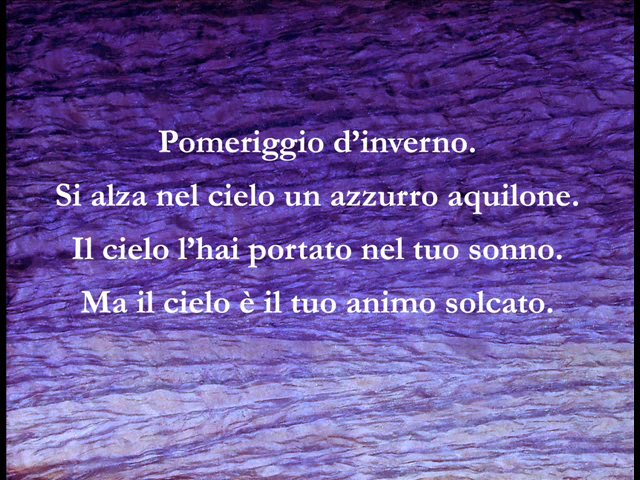 Pomeriggio d’inverno.
Si alza nel cielo un azzurro aquilone.
Il cielo l’hai portato nel tuo sonno.
Ma il cielo è il tuo animo solcato.